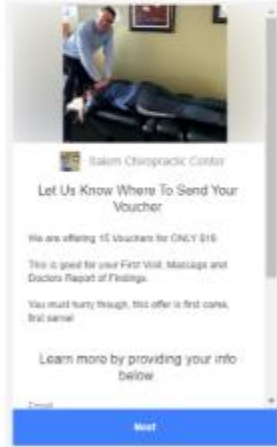 Salem Chiropractic Center
Let Us Know Where To Send Your
Voucher
We are offering 15 Vouchers for ONLY $15
This is good for your First Visit, Massage and
Doctors Report of Findings.
You must hurry though, this offer is first come,
first serve!
Learn more by providing your info
below
Email
Next